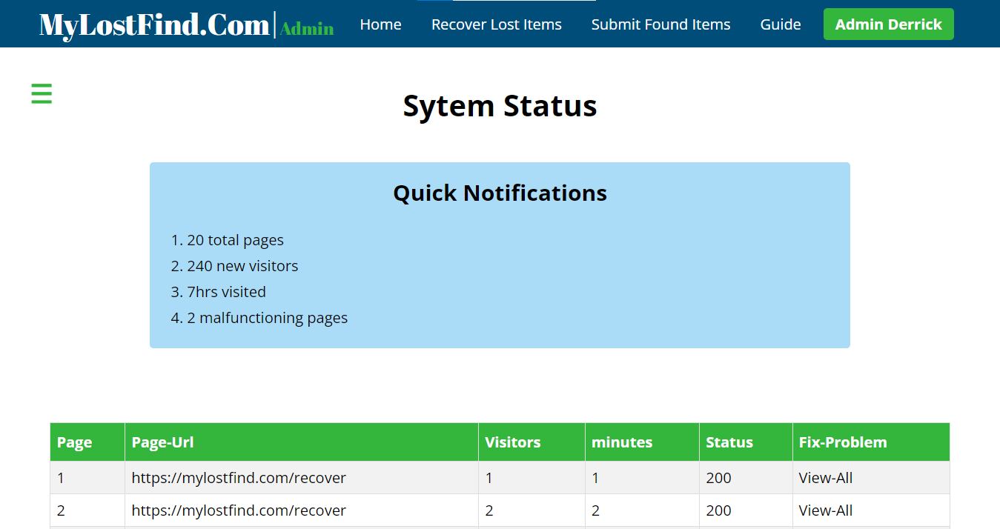 MyLostFind.Com|Admin Home Recover Lost Items Submit Found Items Guide Admin Derrick
Sytem Status
Quick Notifications
1. 20 total pages
2. 240 new visitors
3. 7hrs visited
4. 2 malfunctioning pages
Page Page-Url Visitors minutes Status Fix-Problem
1 https://mylostfind.com/recover 1 1 200 View-All
2 https://mylostfind.com/recover 2 2 200 View-All